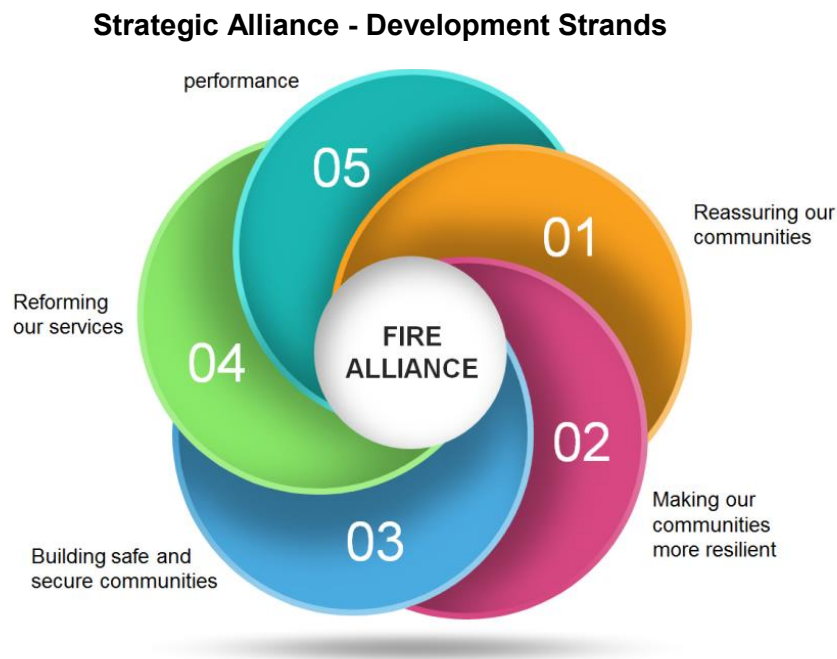 Strategic Alliance - Development Strands
performance
05
01
Reassuring our
communities
Reforming
our services
FIRE
ALLIANCE
04
02
Making our
communities
more resilient
03
Building safe and
secure communities